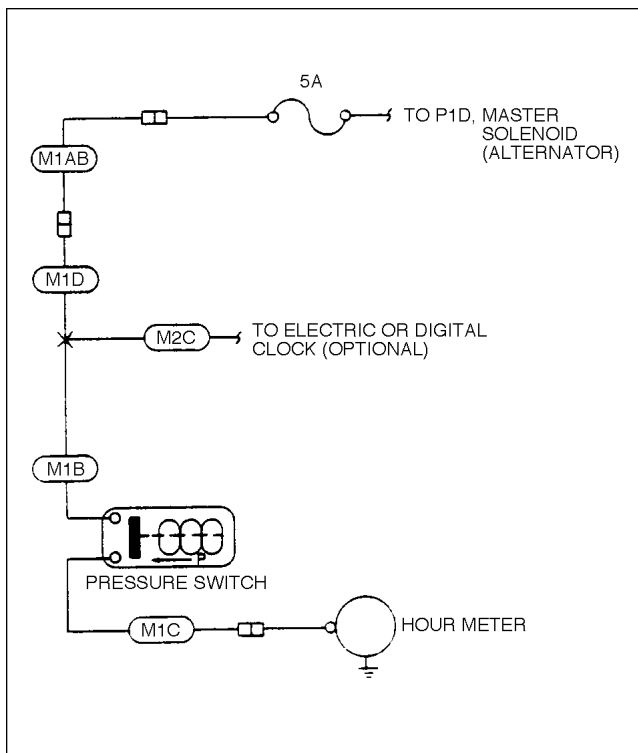 5A
TO P1D, MASTER
SOLENOID
(ALTERNATOR)
M1AB
M1D
M2C
TO ELECTRIC OR DIGITAL
CLOCK (OPTIONAL)
M1B
P
PRESSURE SWITCH
M1C
HOUR METER